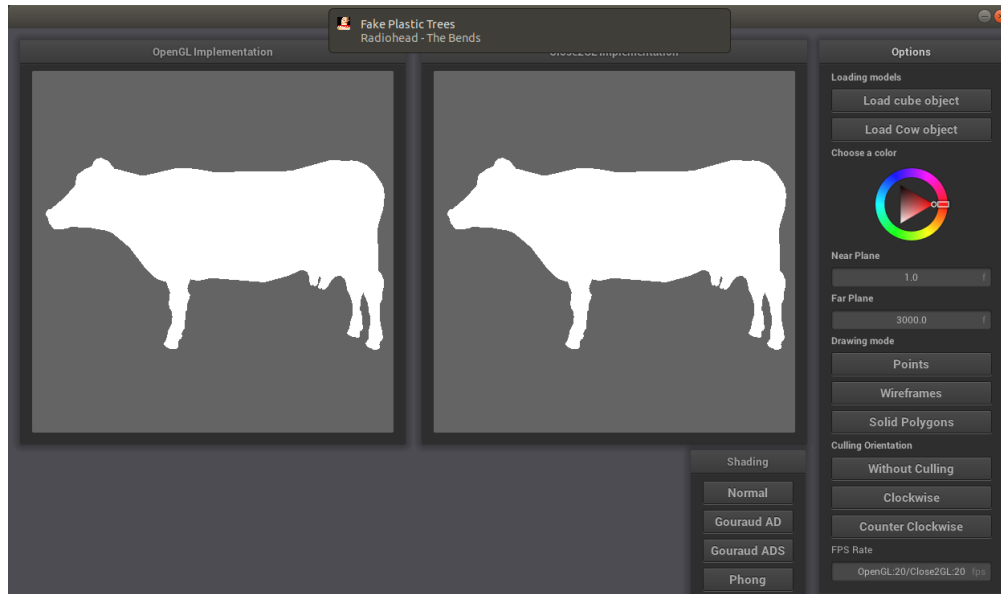 Fake Plastic Trees
Radiohead - The Bends
OpenGL Implementation
Close2GL Implementation
Options
Loading models
Load cube object
Load Cow object
Choose a color
Near Plane
1.0 f
Far Plane
3000.0 f
Drawing mode
Points
Wireframes
Solid Polygons
Culling Orientation
Without Culling
Clockwise
Counter Clockwise
FPS Rate
OpenGL:20/Close2GL:20 fps
Shading
Normal
Gouraud AD
Gouraud ADS
Phong